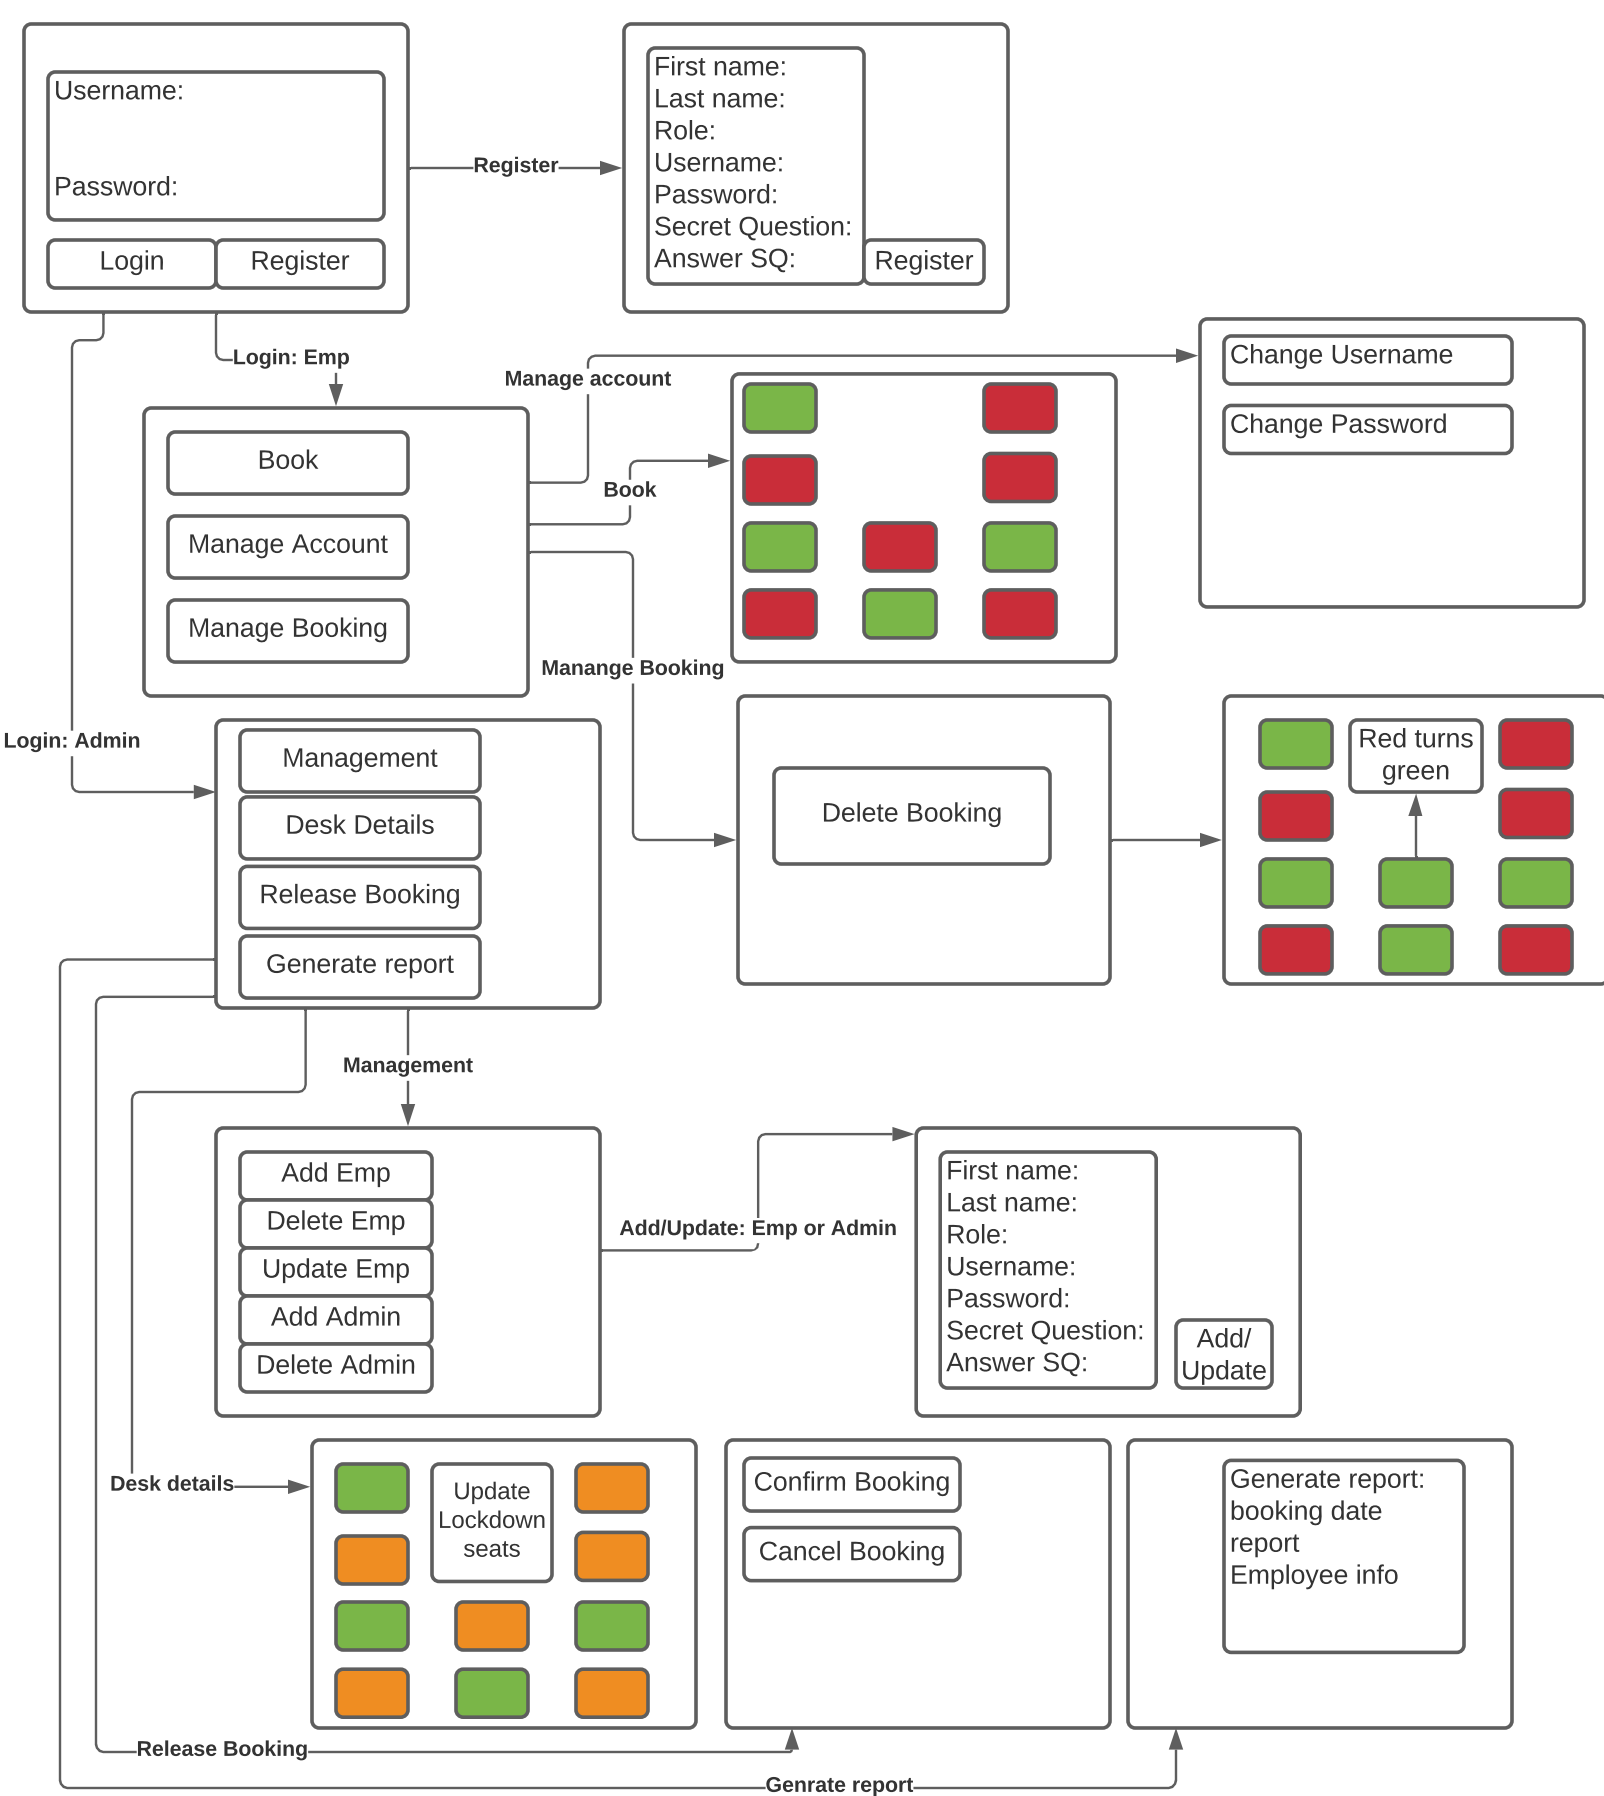 Username:
Password:
Login
Register
Register
First name:
Last name:
Role:
Username:
Password:
Secret Question:
Answer SQ:
Register
Login: Emp
Manage account
Change Username
Change Password
Book
Manage Account
Manage Booking
Book
Manange Booking
Login: Admin
Management
Desk Details
Release Booking
Generate report
Delete Booking
Red turns
green
Management
Add Emp
Delete Emp
Update Emp
Add Admin
Delete Admin
Add/Update: Emp or Admin
First name:
Last name:
Role:
Username:
Password:
Secret Question:
Answer SQ:
Add/
Update
Desk details
Update
Lockdown
seats
Confirm Booking
Cancel Booking
Generate report:
booking date
report
Employee info
Release Booking
Genrate report